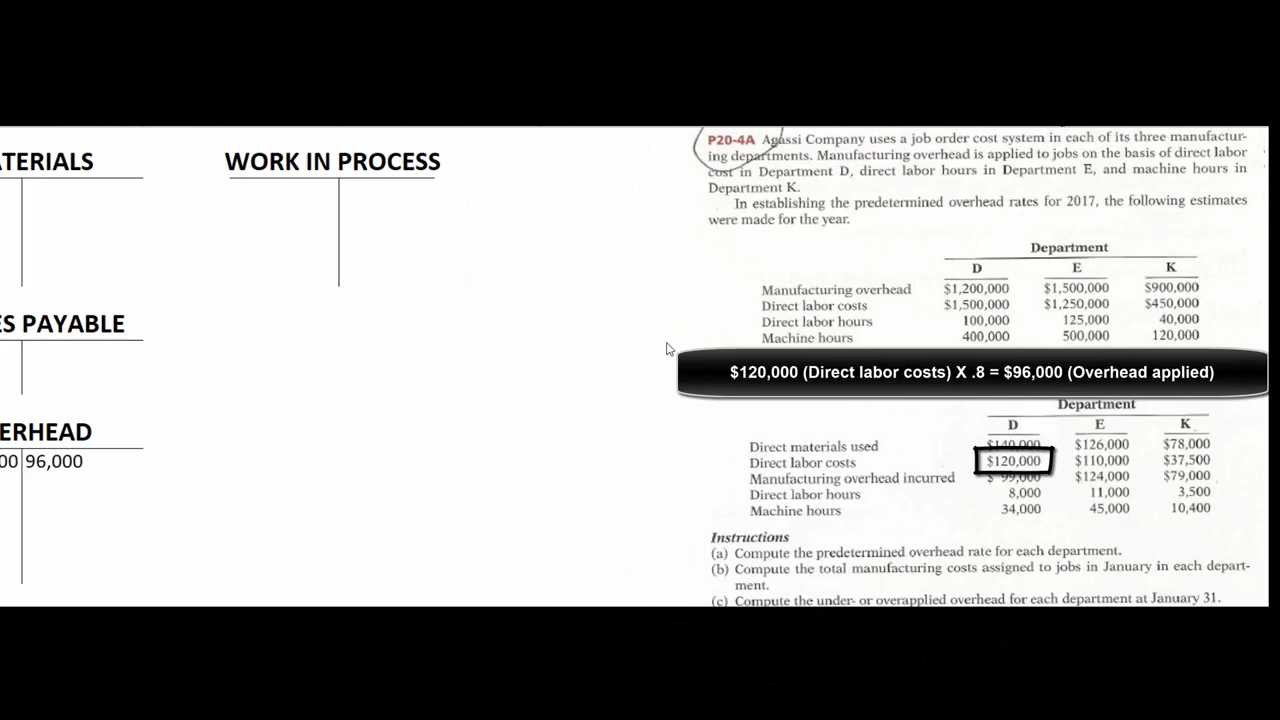 ATERIALS
WORK IN PROCESS
ES PAYABLE
ERHEAD
00 96,000
P20-4A Agassi Company uses a job order cost system in each of its three manufactur-
ing departments. Manufacturing overhead is applied to jobs on the basis of direct labor
cost in Department D, direct labor hours in Department E, and machine hours in
Department K.
In establishing the predetermined overhead rates for 2017, the following estimates
were made for the year.
Department
D E K
Manufacturing overhead $1,200,000 $1,500,000 $900,000
Direct labor costs $1,500,000 $1,250,000 $450,000
Direct labor hours 100,000 125,000 40,000
Machine hours 400,000 500,000 120,000
$120,000 (Direct labor costs) X .8 = $96,000 (Overhead applied)
Department
D E K
Direct materials used $140,000 $126,000 $78,000
Direct labor costs $120,000 $110,000 $37,500
Manufacturing overhead incurred $ 99,000 $124,000 $79,000
Direct labor hours 8,000 11,000 3,500
Machine hours 34,000 45,000 10,400
Instructions
(a) Compute the predetermined overhead rate for each department.
(b) Compute the total manufacturing costs assigned to jobs in January in each depart-
ment.
(c) Compute the under- or overapplied overhead for each department at January 31.